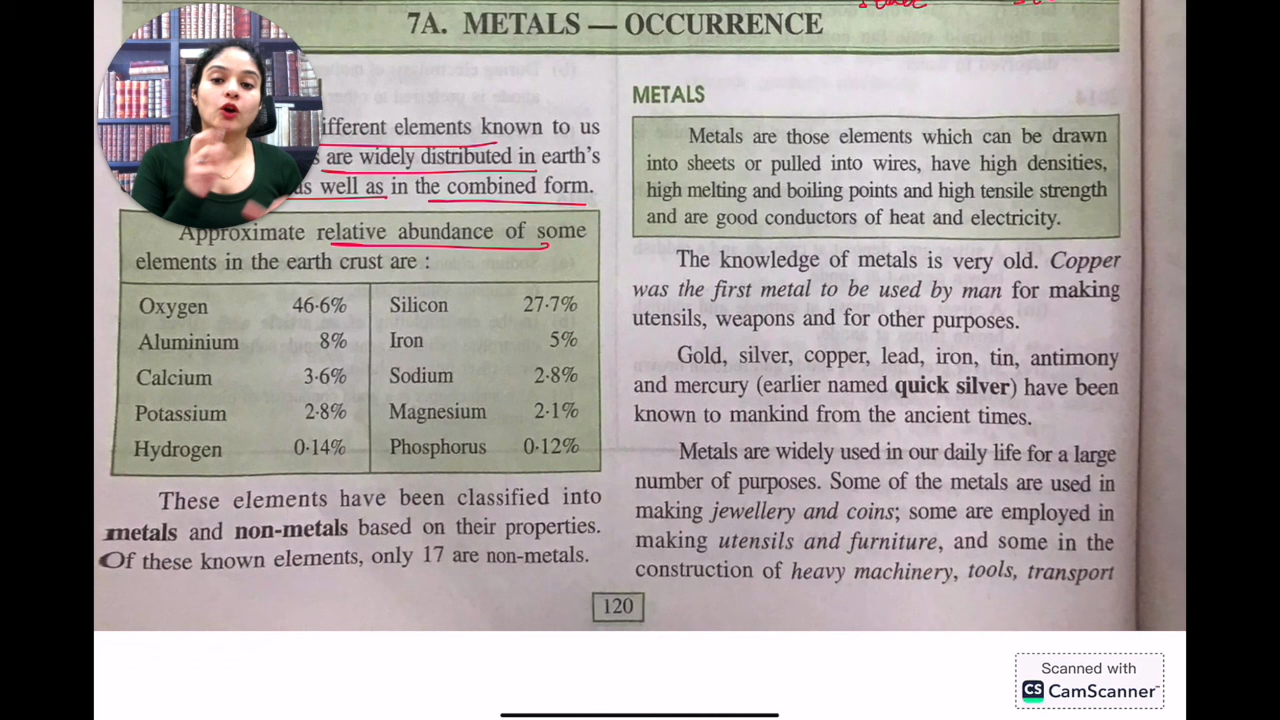 7A. METALS — OCCURRENCE
ifferent elements known to us
are widely distributed in earth's
as well as in the combined form.
Approximate relative abundance of some
elements in the earth crust are :
Oxygen 46·6% Silicon 27·7%
Aluminium 8% Iron 5%
Calcium 3·6% Sodium 2·8%
Potassium 2·8% Magnesium 2·1%
Hydrogen 0·14% Phosphorus 0·12%
These elements have been classified into
metals and non-metals based on their properties.
Of these known elements, only 17 are non-metals.
METALS
Metals are those elements which can be drawn
into sheets or pulled into wires, have high densities,
high melting and boiling points and high tensile strength
and are good conductors of heat and electricity.
The knowledge of metals is very old. Copper
was the first metal to be used by man for making
utensils, weapons and for other purposes.
Gold, silver, copper, lead, iron, tin, antimony
and mercury (earlier named quick silver) have been
known to mankind from the ancient times.
Metals are widely used in our daily life for a large
number of purposes. Some of the metals are used in
making jewellery and coins; some are employed in
making utensils and furniture, and some in the
construction of heavy machinery, tools, transport
120
Scanned with
CS CamScanner